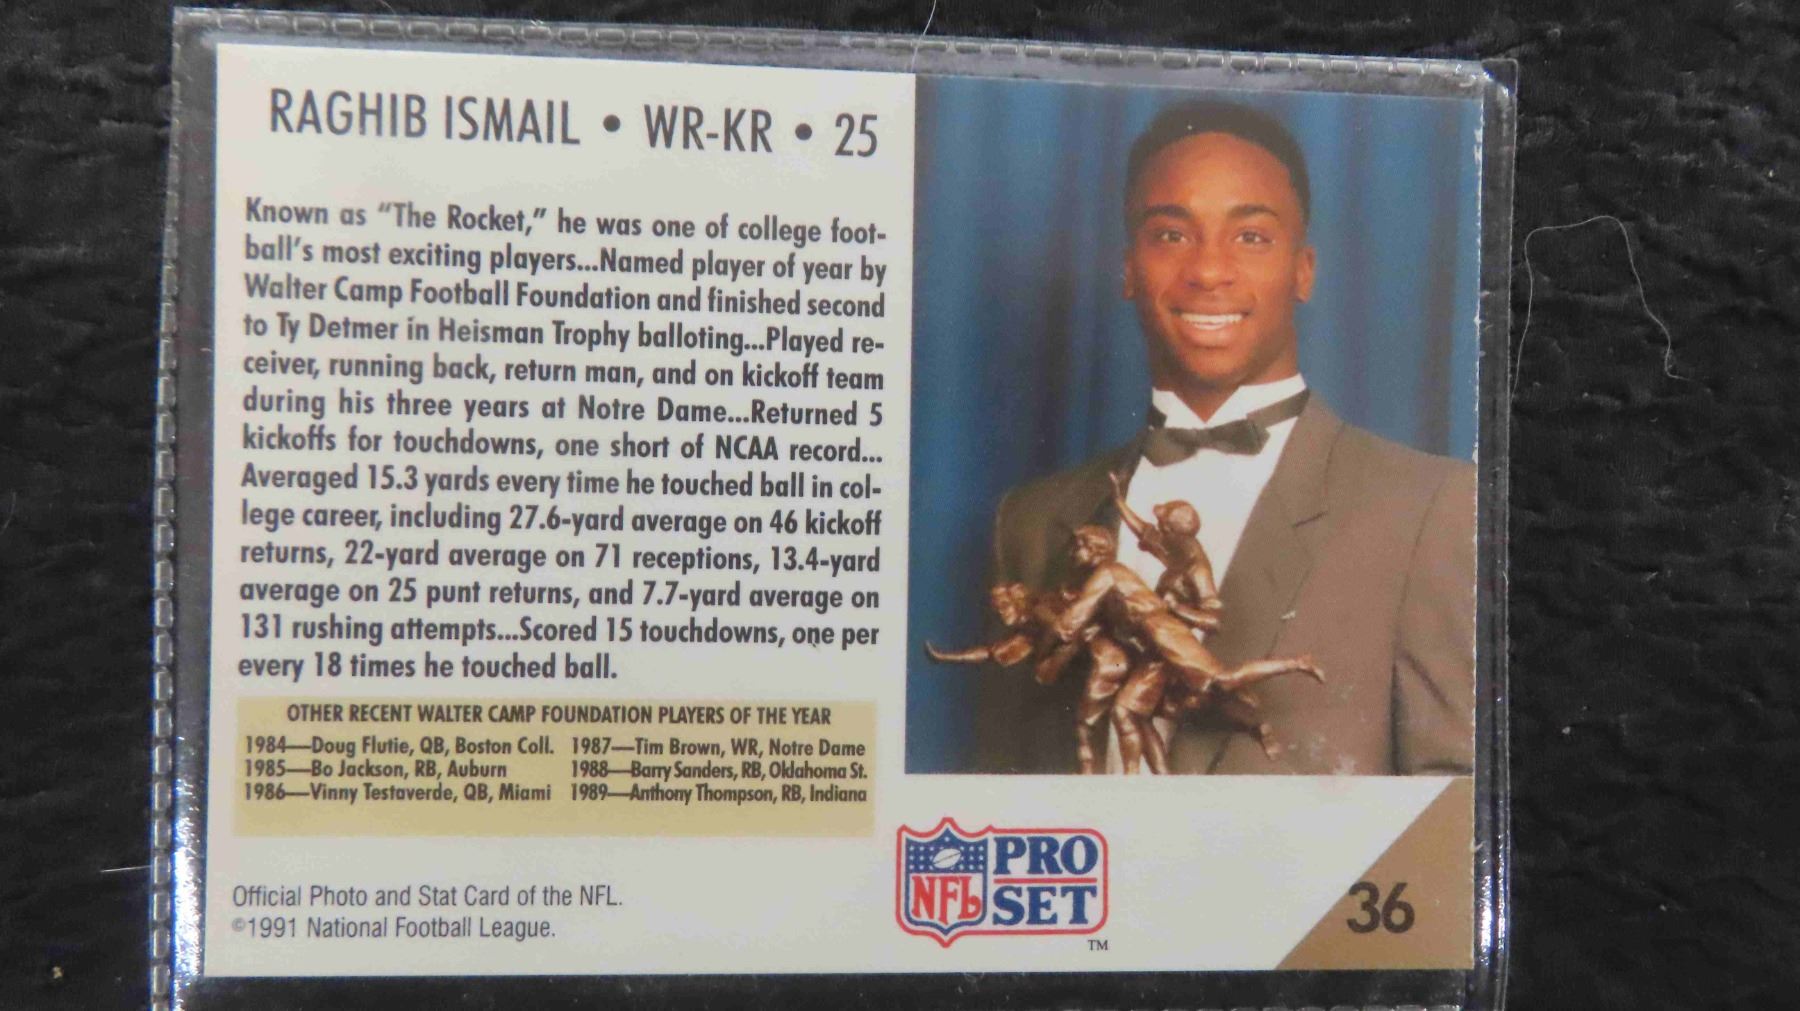 RAGHIB ISMAIL • WR-KR • 25
Known as "The Rocket," he was one of college foot-
ball's most exciting players...Named player of year by
Walter Camp Football Foundation and finished second
to Ty Detmer in Heisman Trophy balloting...Played re-
ceiver, running back, return man, and on kickoff team
during his three years at Notre Dame...Returned 5
kickoffs for touchdowns, one short of NCAA record...
Averaged 15.3 yards every time he touched ball in col-
lege career, including 27.6-yard average on 46 kickoff
returns, 22-yard average on 71 receptions, 13.4-yard
average on 25 punt returns, and 7.7-yard average on
131 rushing attempts...Scored 15 touchdowns, one per
every 18 times he touched ball.
OTHER RECENT WALTER CAMP FOUNDATION PLAYERS OF THE YEAR
1984—Doug Flutie, QB, Boston Coll.
1985—Bo Jackson, RB, Auburn
1986—Vinny Testaverde, QB, Miami
1987—Tim Brown, WR, Notre Dame
1988—Barry Sanders, RB, Oklahoma St.
1989—Anthony Thompson, RB, Indiana
Official Photo and Stat Card of the NFL.
©1991 National Football League.
NFL PRO SET TM
36